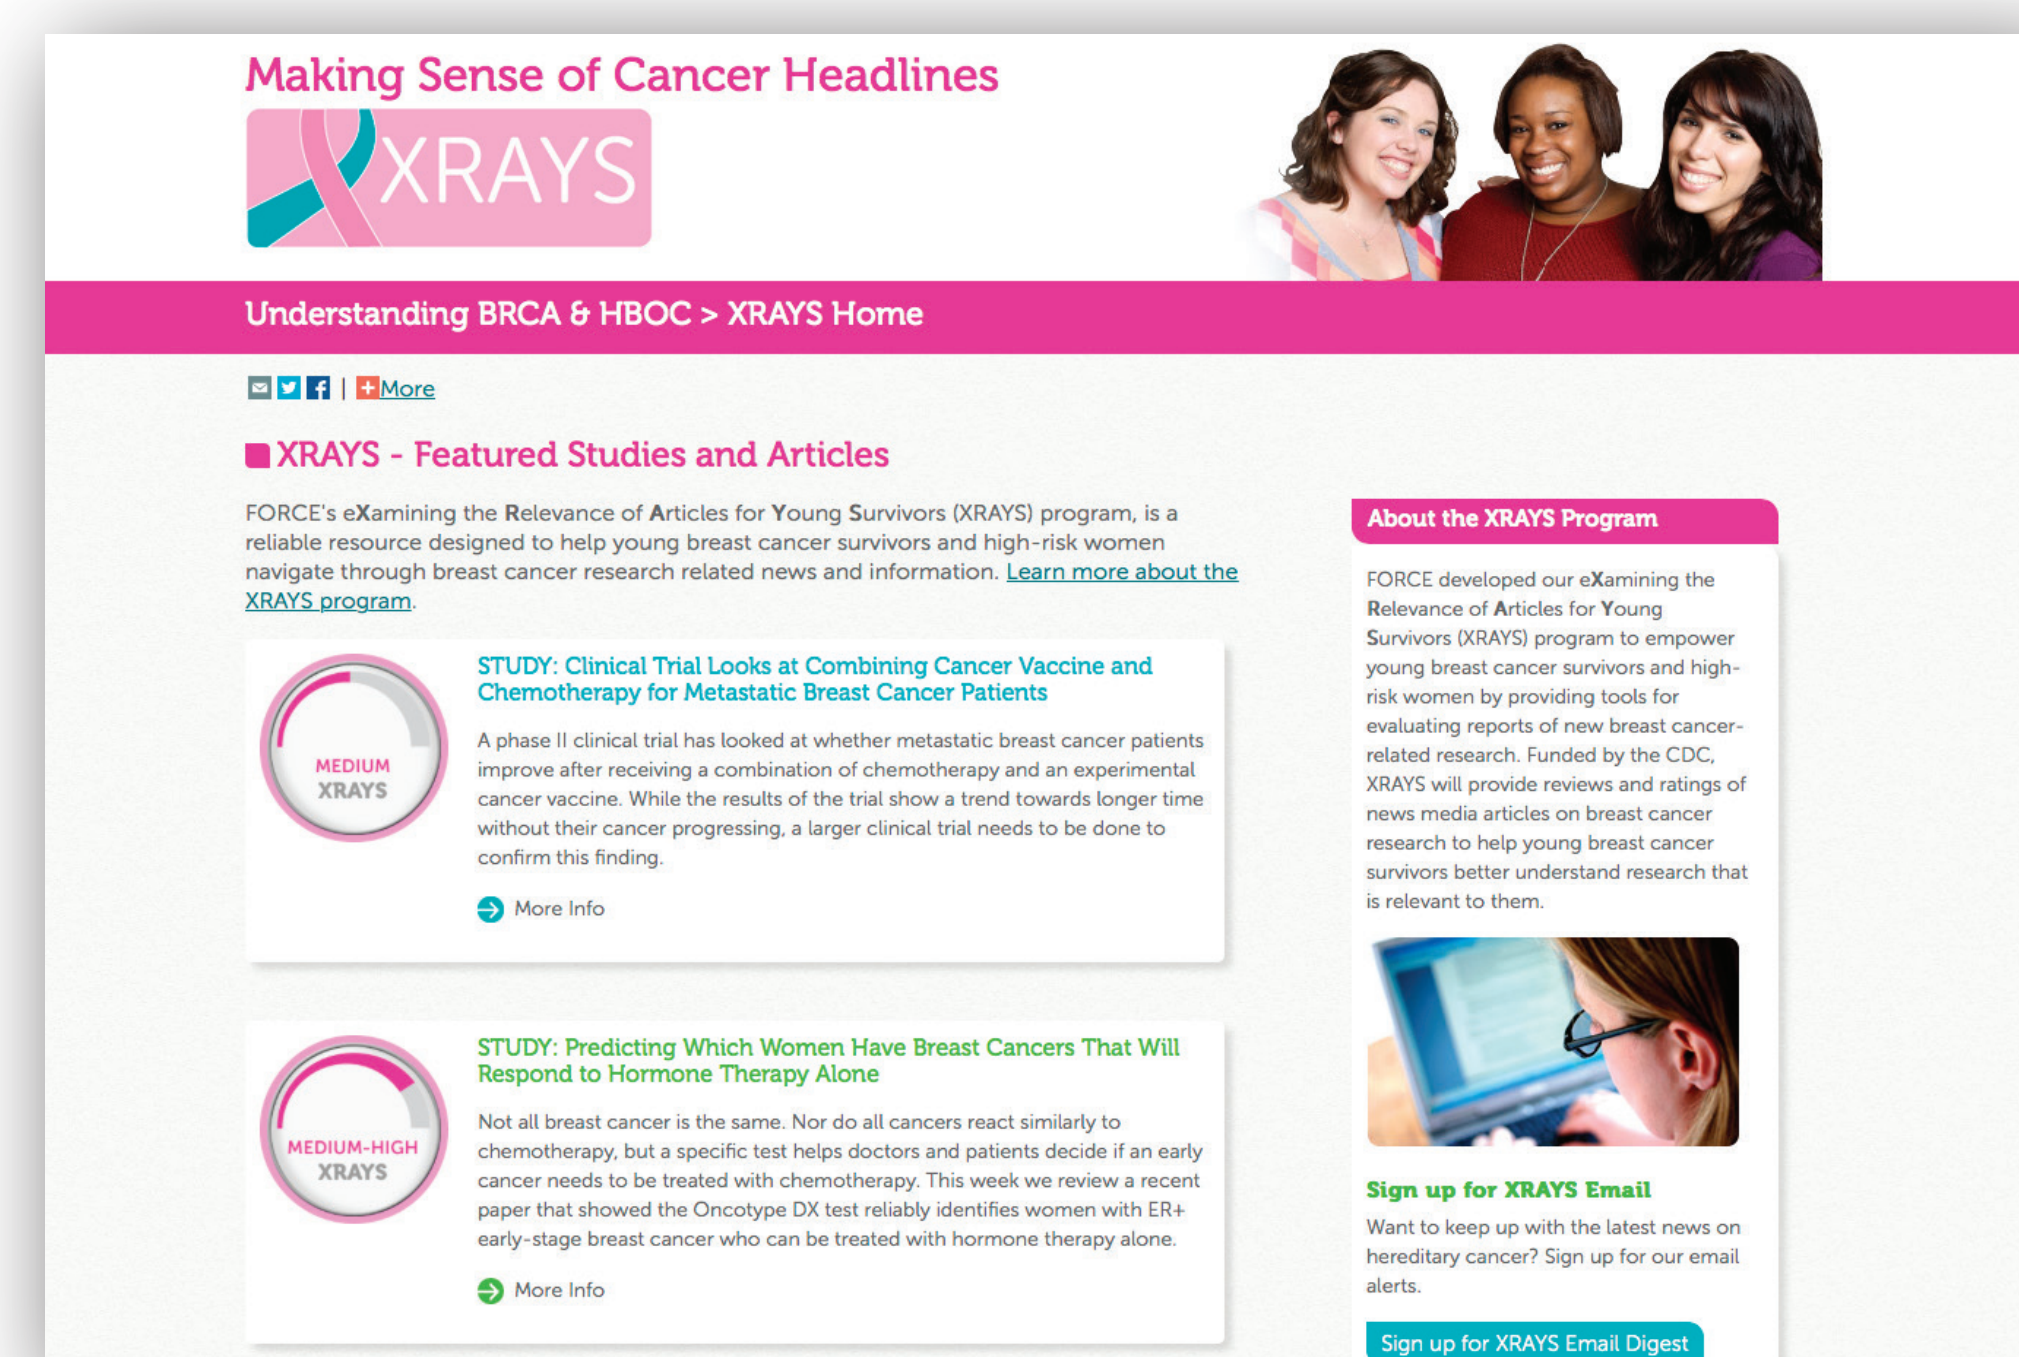 Making Sense of Cancer Headlines
XRAYS
Understanding BRCA & HBOC > XRAYS Home
| More
XRAYS - Featured Studies and Articles
FORCE's eXamining the Relevance of Articles for Young Survivors (XRAYS) program, is a
reliable resource designed to help young breast cancer survivors and high-risk women
navigate through breast cancer research related news and information. Learn more about the
XRAYS program.
MEDIUM
XRAYS
STUDY: Clinical Trial Looks at Combining Cancer Vaccine and
Chemotherapy for Metastatic Breast Cancer Patients
A phase II clinical trial has looked at whether metastatic breast cancer patients
improve after receiving a combination of chemotherapy and an experimental
cancer vaccine. While the results of the trial show a trend towards longer time
without their cancer progressing, a larger clinical trial needs to be done to
confirm this finding.
More Info
MEDIUM-HIGH
XRAYS
STUDY: Predicting Which Women Have Breast Cancers That Will
Respond to Hormone Therapy Alone
Not all breast cancer is the same. Nor do all cancers react similarly to
chemotherapy, but a specific test helps doctors and patients decide if an early
cancer needs to be treated with chemotherapy. This week we review a recent
paper that showed the Oncotype DX test reliably identifies women with ER+
early-stage breast cancer who can be treated with hormone therapy alone.
More Info
About the XRAYS Program
FORCE developed our eXamining the
Relevance of Articles for Young
Survivors (XRAYS) program to empower
young breast cancer survivors and high-
risk women by providing tools for
evaluating reports of new breast cancer-
related research. Funded by the CDC,
XRAYS will provide reviews and ratings of
news media articles on breast cancer
research to help young breast cancer
survivors better understand research that
is relevant to them.
Sign up for XRAYS Email
Want to keep up with the latest news on
hereditary cancer? Sign up for our email
alerts.
Sign up for XRAYS Email Digest